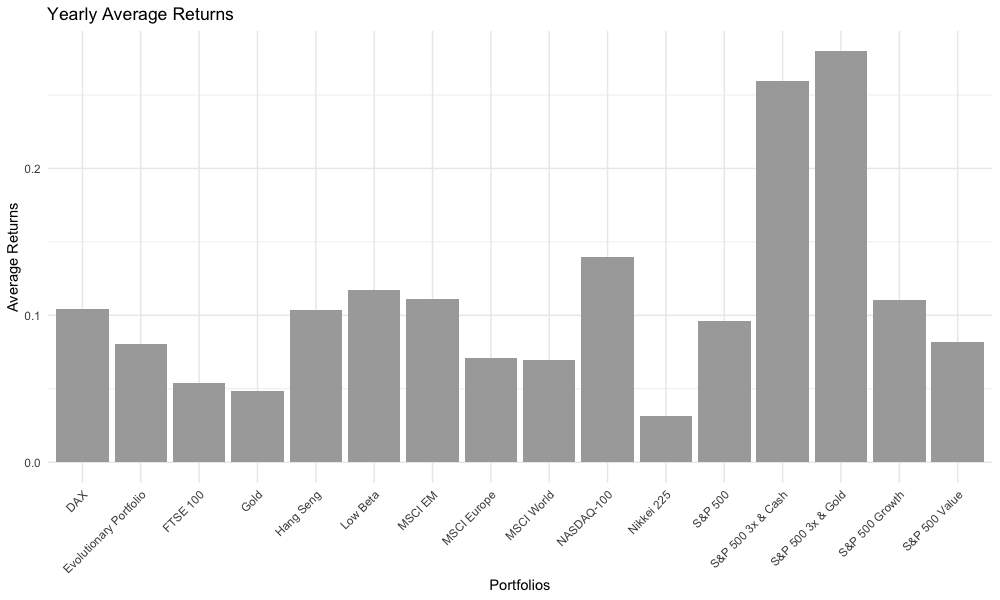 Yearly Average Returns
Average Returns
0.2
0.1
0.0
DAX
Evolutionary Portfolio
FTSE 100
Gold
Hang Seng
Low Beta
MSCI EM
MSCI Europe
MSCI World
NASDAQ-100
Nikkei 225
S&P 500
S&P 500 3x & Cash
S&P 500 3x & Gold
S&P 500 Growth
S&P 500 Value
Portfolios